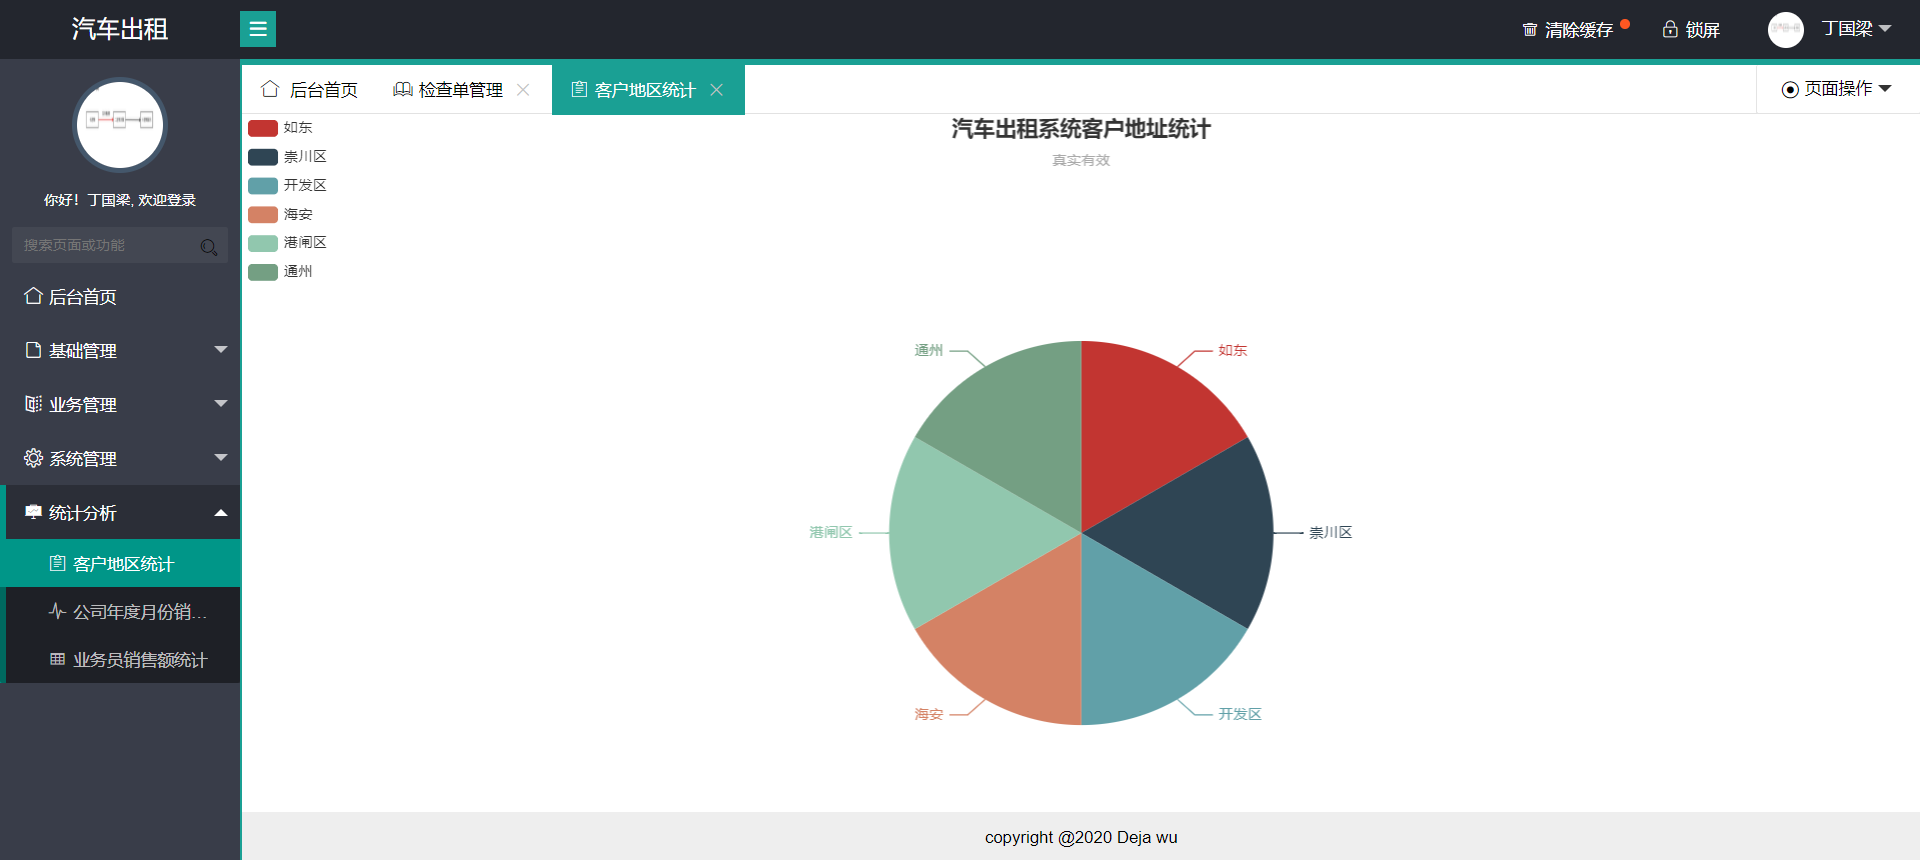 汽车出租
清除缓存
锁屏
丁国梁
你好！丁国梁, 欢迎登录
搜索页面或功能
后台首页
基础管理
业务管理
系统管理
统计分析
客户地区统计
公司年度月份销...
业务员销售额统计
后台首页
检查单管理
客户地区统计
页面操作
如东
崇川区
开发区
海安
港闸区
通州
汽车出租系统客户地址统计
真实有效
通州
如东
港闸区
崇川区
海安
开发区
copyright @2020 Deja wu